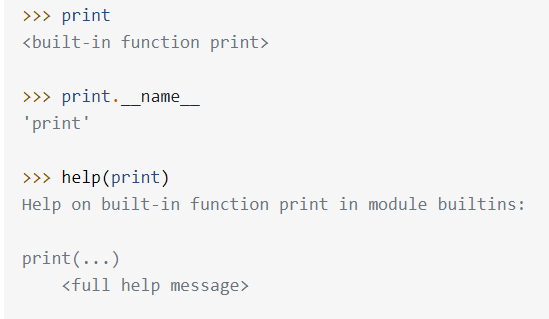 >>> print
<built-in function print>
>>> print.__name__
'print'
>>> help(print)
Help on built-in function print in module builtins:
print(...)
    <full help message>